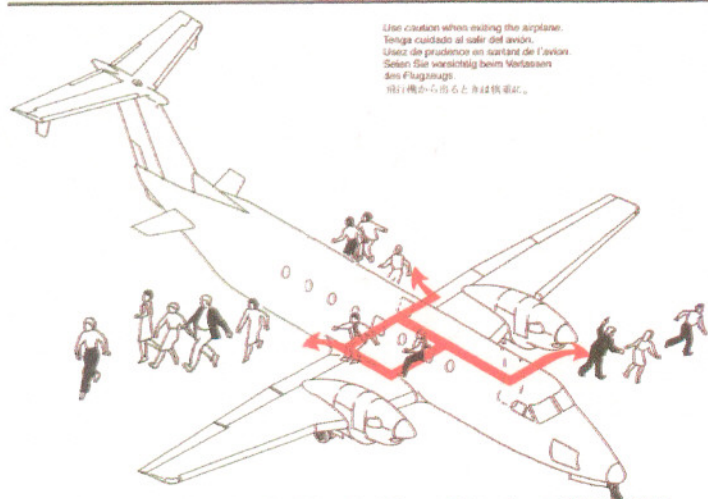 Use caution when exiting the airplane.
Tenga cuidado al salir del avión.
Usez de prudence en sortant de l'avion.
Seien Sie vorsichtig beim Verlassen
des Flugzeugs.
飛行機から出るときは慎重に。